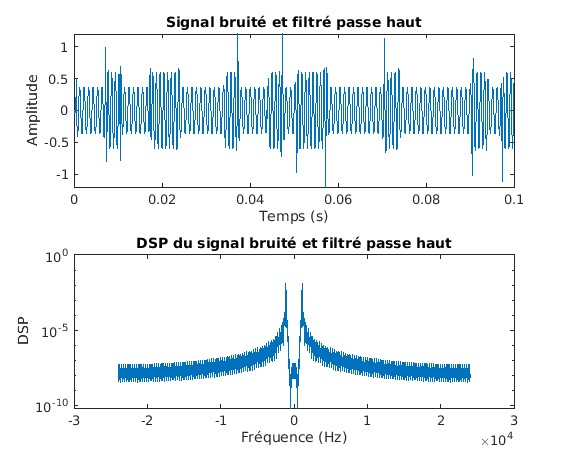 Signal bruité et filtré passe haut
1
0.5
0
-0.5
-1
Amplitude
0 0.02 0.04 0.06 0.08 0.1
Temps (s)
DSP du signal bruité et filtré passe haut
10^0
10^-5
10^-10
DSP
-3 -2 -1 0 1 2 3
Fréquence (Hz)
×10^4